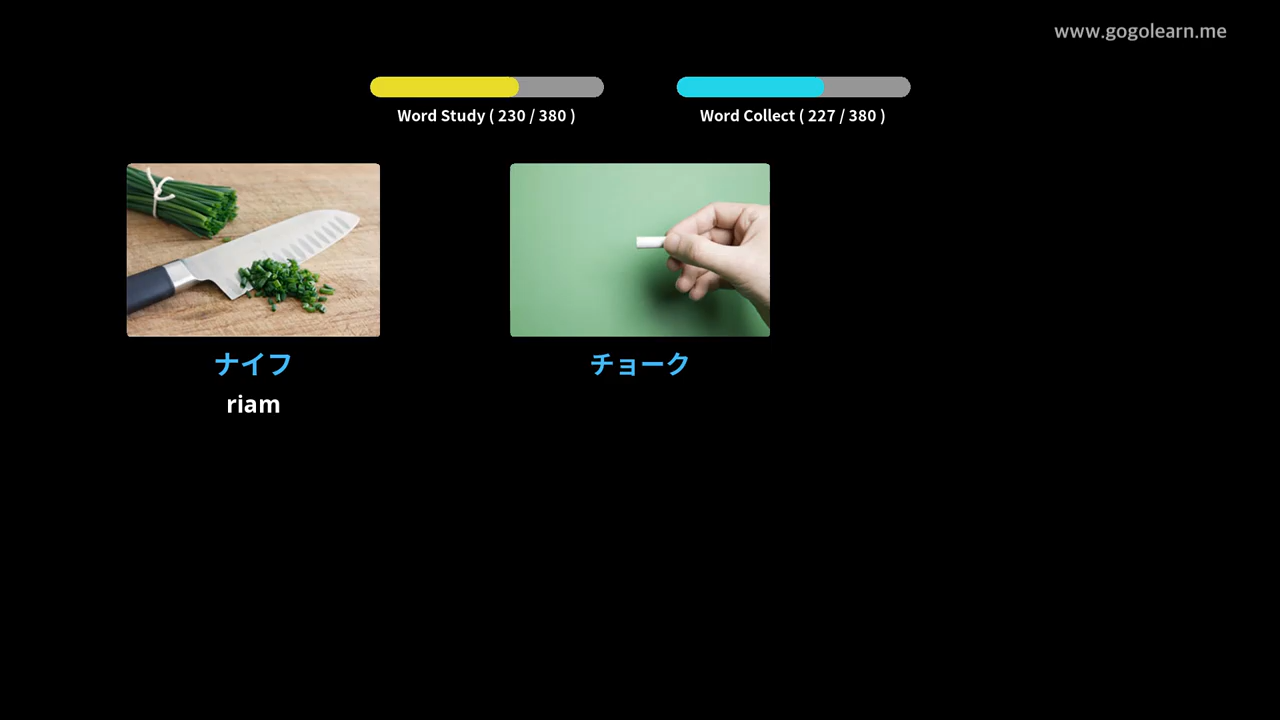 www.gogolearn.me
Word Study ( 230 / 380 )
Word Collect ( 227 / 380 )
ナイフ
riam
チョーク